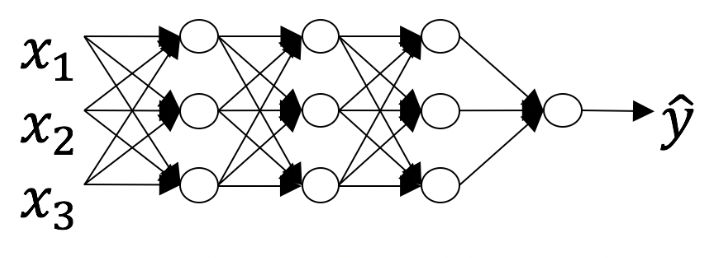 x₁
x₂
x₃
ŷ